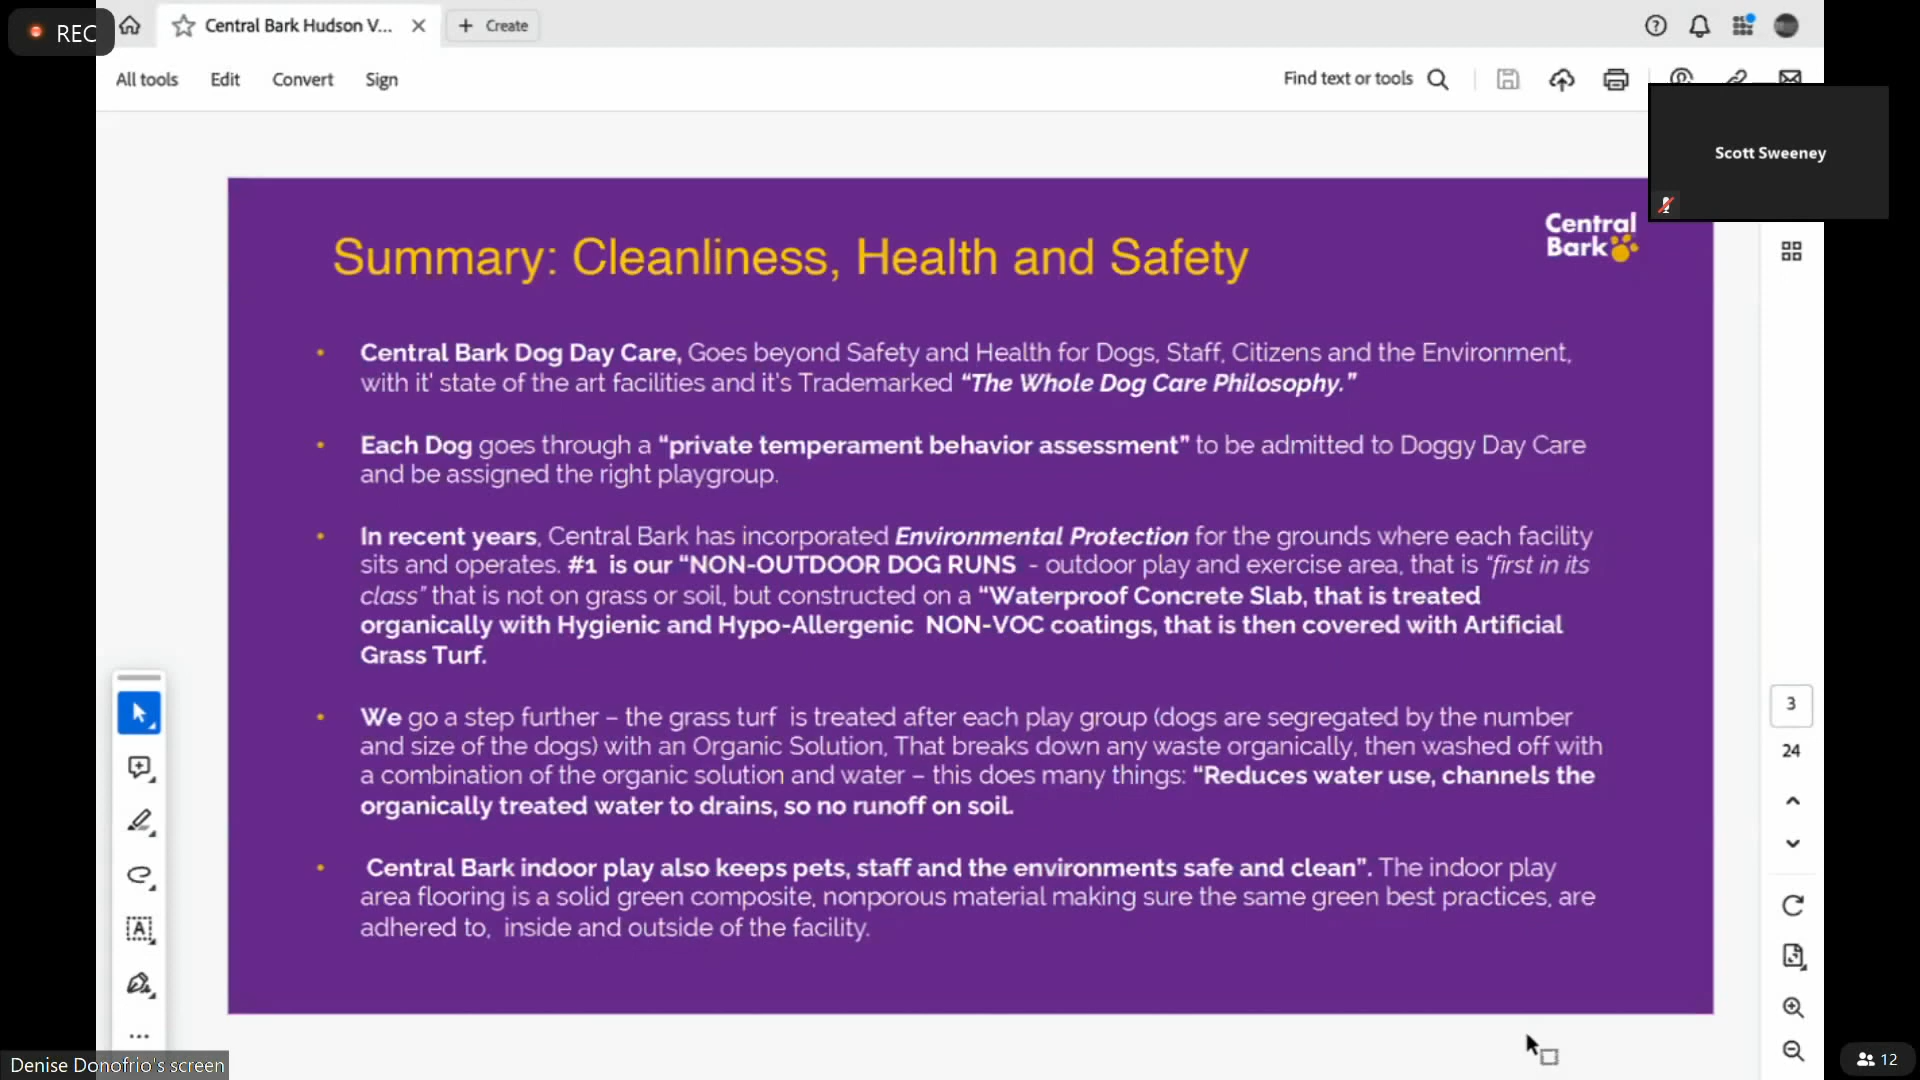 REC
Central Bark Hudson V...
Create
All tools
Edit
Convert
Sign
Find text or tools
Scott Sweeney
Central
Bark
Summary: Cleanliness, Health and Safety
• Central Bark Dog Day Care, Goes beyond Safety and Health for Dogs, Staff, Citizens and the Environment,
with it' state of the art facilities and it's Trademarked “The Whole Dog Care Philosophy.”
• Each Dog goes through a “private temperament behavior assessment” to be admitted to Doggy Day Care
and be assigned the right playgroup.
• In recent years, Central Bark has incorporated Environmental Protection for the grounds where each facility
sits and operates. #1 is our “NON-OUTDOOR DOG RUNS - outdoor play and exercise area, that is “first in its
class” that is not on grass or soil, but constructed on a “Waterproof Concrete Slab, that is treated
organically with Hygienic and Hypo-Allergenic NON-VOC coatings, that is then covered with Artificial
Grass Turf.
• We go a step further – the grass turf is treated after each play group (dogs are segregated by the number
and size of the dogs) with an Organic Solution, That breaks down any waste organically, then washed off with
a combination of the organic solution and water – this does many things: “Reduces water use, channels the
organically treated water to drains, so no runoff on soil.
• Central Bark indoor play also keeps pets, staff and the environments safe and clean”. The indoor play
area flooring is a solid green composite, nonporous material making sure the same green best practices, are
adhered to, inside and outside of the facility.
3
24
Denise Donofrio's screen
12